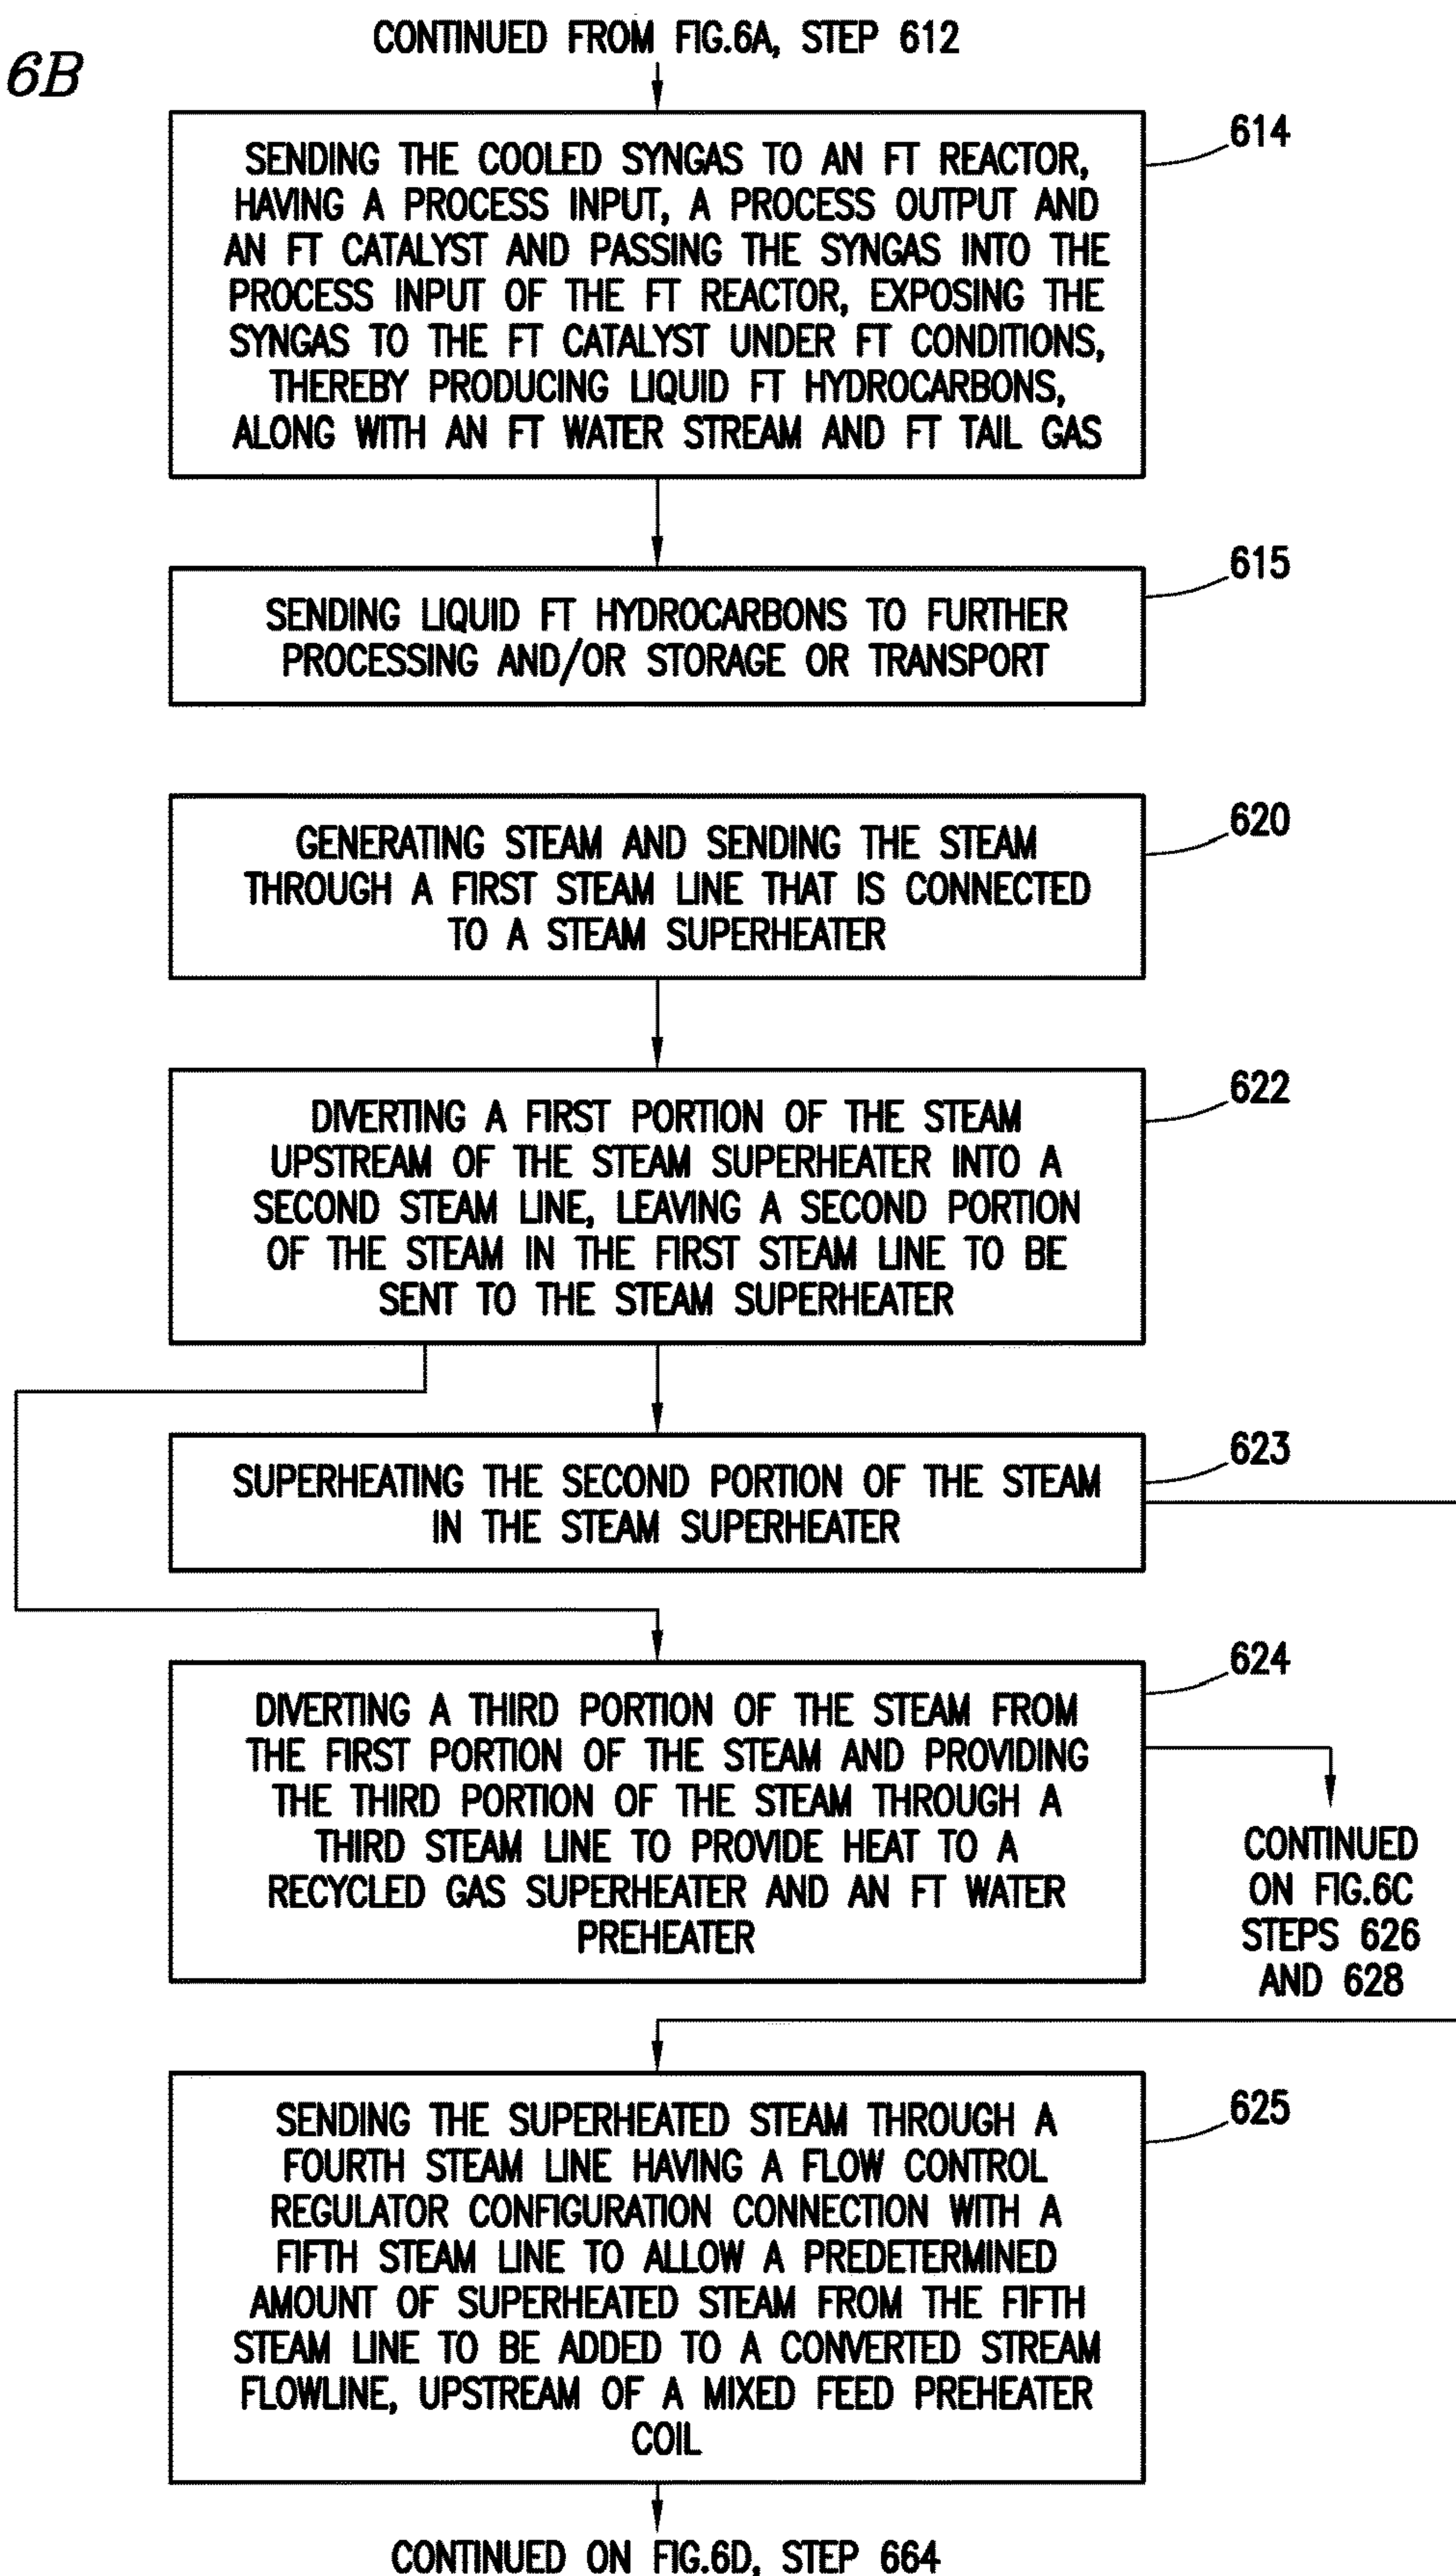 6B
CONTINUED FROM FIG.6A, STEP 612
614
SENDING THE COOLED SYNGAS TO AN FT REACTOR,
HAVING A PROCESS INPUT, A PROCESS OUTPUT AND
AN FT CATALYST AND PASSING THE SYNGAS INTO THE
PROCESS INPUT OF THE FT REACTOR, EXPOSING THE
SYNGAS TO THE FT CATALYST UNDER FT CONDITIONS,
THEREBY PRODUCING LIQUID FT HYDROCARBONS,
ALONG WITH AN FT WATER STREAM AND FT TAIL GAS
615
SENDING LIQUID FT HYDROCARBONS TO FURTHER
PROCESSING AND/OR STORAGE OR TRANSPORT
620
GENERATING STEAM AND SENDING THE STEAM
THROUGH A FIRST STEAM LINE THAT IS CONNECTED
TO A STEAM SUPERHEATER
622
DIVERTING A FIRST PORTION OF THE STEAM
UPSTREAM OF THE STEAM SUPERHEATER INTO A
SECOND STEAM LINE, LEAVING A SECOND PORTION
OF THE STEAM IN THE FIRST STEAM LINE TO BE
SENT TO THE STEAM SUPERHEATER
623
SUPERHEATING THE SECOND PORTION OF THE STEAM
IN THE STEAM SUPERHEATER
624
DIVERTING A THIRD PORTION OF THE STEAM FROM
THE FIRST PORTION OF THE STEAM AND PROVIDING
THE THIRD PORTION OF THE STEAM THROUGH A
THIRD STEAM LINE TO PROVIDE HEAT TO A
RECYCLED GAS SUPERHEATER AND AN FT WATER
PREHEATER
CONTINUED
ON FIG.6C
STEPS 626
AND 628
625
SENDING THE SUPERHEATED STEAM THROUGH A
FOURTH STEAM LINE HAVING A FLOW CONTROL
REGULATOR CONFIGURATION CONNECTION WITH A
FIFTH STEAM LINE TO ALLOW A PREDETERMINED
AMOUNT OF SUPERHEATED STEAM FROM THE FIFTH
STEAM LINE TO BE ADDED TO A CONVERTED STREAM
FLOWLINE, UPSTREAM OF A MIXED FEED PREHEATER
COIL
CONTINUED ON FIG.6D, STEP 664